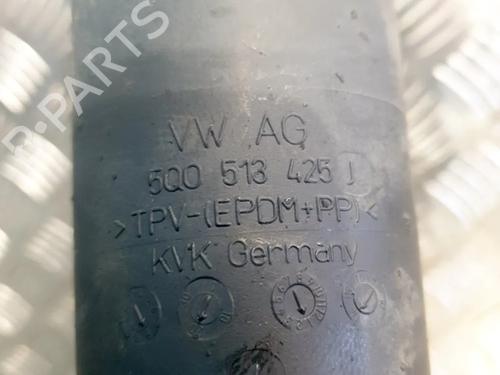 B-PARTS
VW AG
5Q0 513 425 J
>TPV-(EPDM+PP)<
KVK Germany